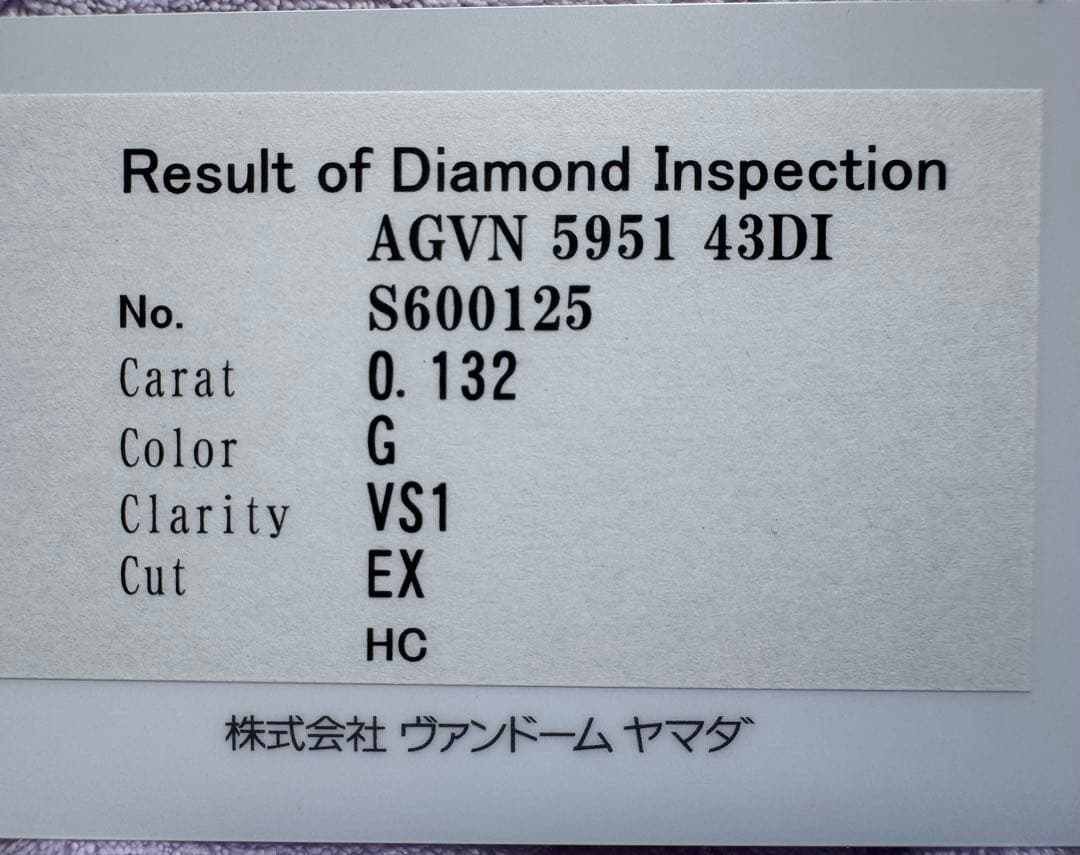 Result of Diamond Inspection
AGVN 5951 43DI
No. S600125
Carat 0.132
Color G
Clarity VS1
Cut EX
HC
株式会社 ヴァンドーム ヤマダ